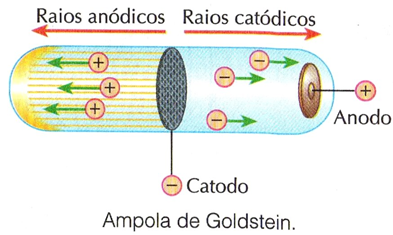 Raios anódicos Raios catódicos
+
+
+
−
−
−
+
Anodo
− Catodo
Ampola de Goldstein.